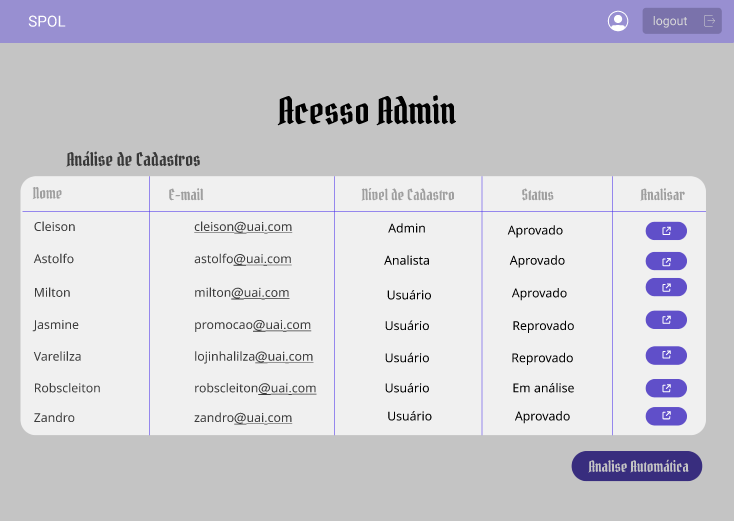 SPOL logout
Acesso Admin
Análise de Cadastros
Nome E-mail Nivel de Cadastro Status Analisar
Cleison cleison@uai.com Admin Aprovado
Astolfo astolfo@uai.com Analista Aprovado
Milton milton@uai.com Usuário Aprovado
Jasmine promocao@uai.com Usuário Reprovado
Varelilza lojinhalilza@uai.com Usuário Reprovado
Robscleiton robscleiton@uai.com Usuário Em análise
Zandro zandro@uai.com Usuário Aprovado
Analise Automática